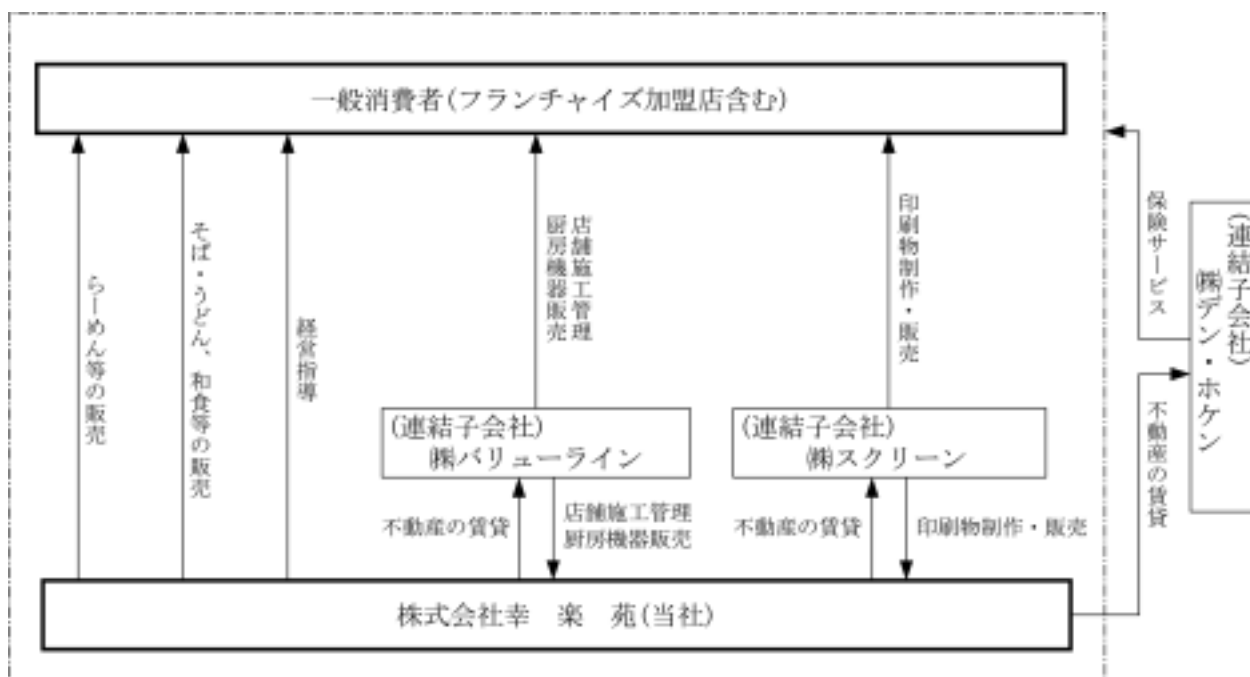 一般消費者(フランチャイズ加盟店含む)
らーめん等の販売
そば・うどん、和食等の販売
経営指導
店舗施工管理
厨房機器販売
印刷物制作・販売
保険サービス
(連結子会社)
㈱デン・ホケン
(連結子会社)
㈱バリューライン
(連結子会社)
㈱スクリーン
不動産の賃貸
店舗施工管理
厨房機器販売
不動産の賃貸
印刷物制作・販売
不動産の賃貸
株式会社幸　楽　苑(当社)